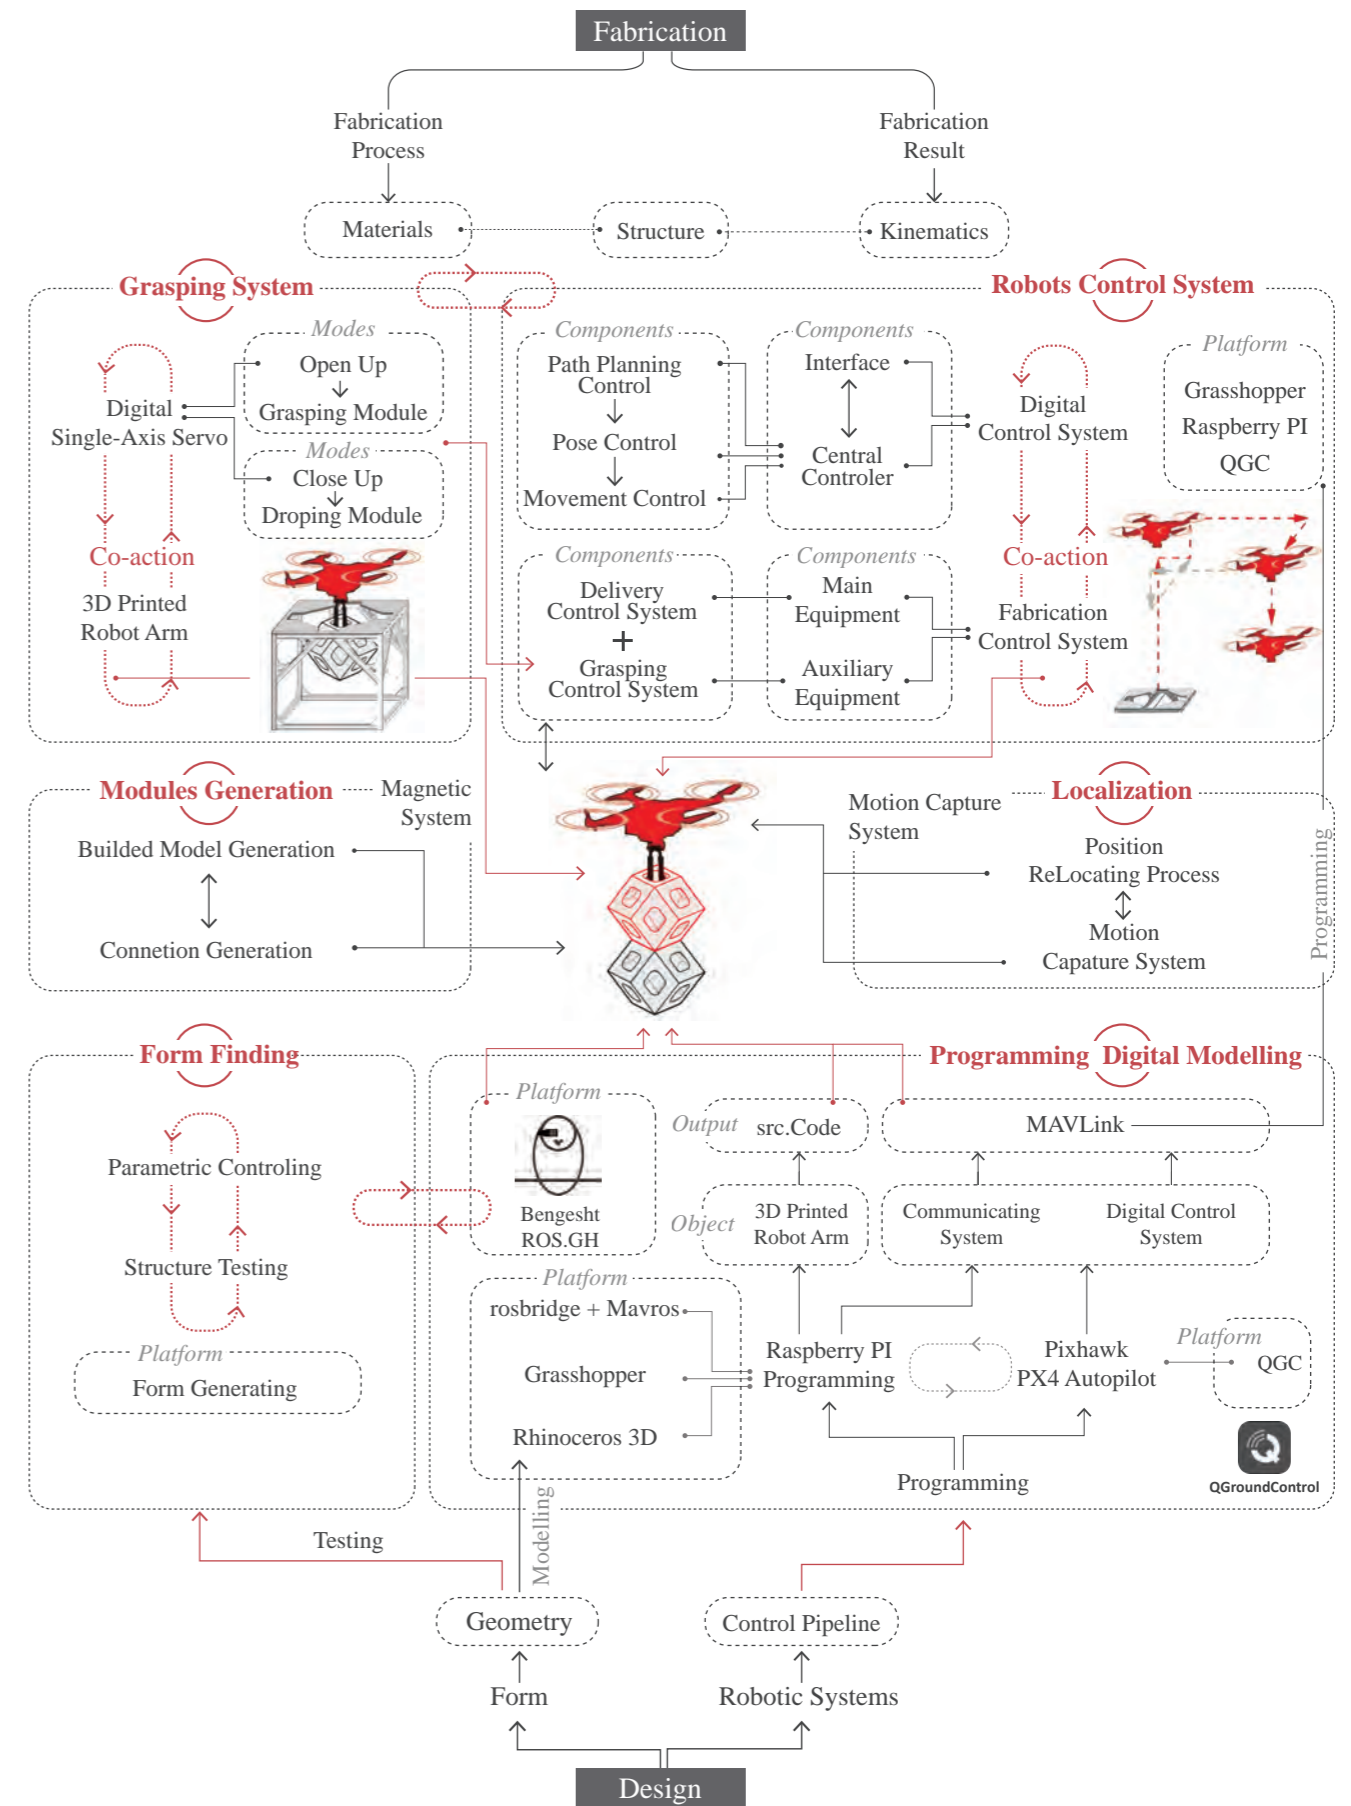 Fabrication
Fabrication
Process
Fabrication
Result
Materials
Structure
Kinematics
Grasping System
Modes
Open Up
Grasping Module
Digital
Single-Axis Servo
Modes
Close Up
Droping Module
Co-action
3D Printed
Robot Arm
Robots Control System
Components
Path Planning
Control
Pose Control
Movement Control
Components
Interface
Central
Controler
Digital
Control System
Platform
Grasshopper
Raspberry PI
QGC
Components
Delivery
Control System
+
Grasping
Control System
Components
Main
Equipment
Auxiliary
Equipment
Co-action
Fabrication
Control System
Modules Generation
Magnetic
System
Builded Model Generation
Connetion Generation
Localization
Motion Capture
System
Position
ReLocating Process
Motion
Capature System
Programming
Form Finding
Parametric Controling
Structure Testing
Platform
Form Generating
Programming Digital Modelling
Platform
Bengesht
ROS.GH
Output
src.Code
MAVLink
Object
3D Printed
Robot Arm
Communicating
System
Digital Control
System
Platform
rosbridge + Mavros
Grasshopper
Rhinoceros 3D
Raspberry PI
Programming
Pixhawk
PX4 Autopilot
Platform
QGC
Programming
QGroundControl
Testing
Modelling
Geometry
Control Pipeline
Form
Robotic Systems
Design